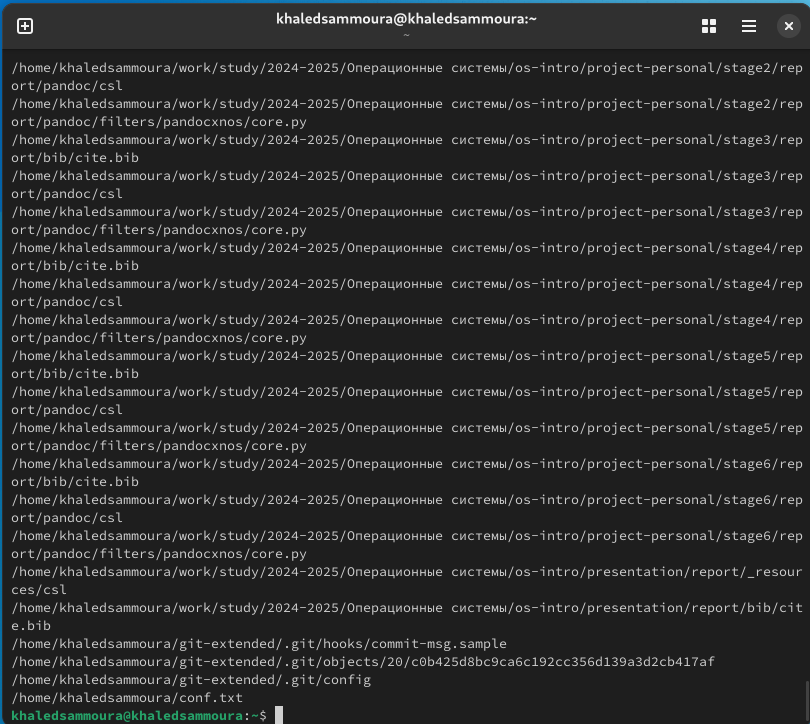 khaledsammoura@khaledsammoura:~
~
/home/khaledsammoura/work/study/2024-2025/Операционные системы/os-intro/project-personal/stage2/rep
ort/pandoc/csl
/home/khaledsammoura/work/study/2024-2025/Операционные системы/os-intro/project-personal/stage2/rep
ort/pandoc/filters/pandocxnos/core.py
/home/khaledsammoura/work/study/2024-2025/Операционные системы/os-intro/project-personal/stage3/rep
ort/bib/cite.bib
/home/khaledsammoura/work/study/2024-2025/Операционные системы/os-intro/project-personal/stage3/rep
ort/pandoc/csl
/home/khaledsammoura/work/study/2024-2025/Операционные системы/os-intro/project-personal/stage3/rep
ort/pandoc/filters/pandocxnos/core.py
/home/khaledsammoura/work/study/2024-2025/Операционные системы/os-intro/project-personal/stage4/rep
ort/bib/cite.bib
/home/khaledsammoura/work/study/2024-2025/Операционные системы/os-intro/project-personal/stage4/rep
ort/pandoc/csl
/home/khaledsammoura/work/study/2024-2025/Операционные системы/os-intro/project-personal/stage4/rep
ort/pandoc/filters/pandocxnos/core.py
/home/khaledsammoura/work/study/2024-2025/Операционные системы/os-intro/project-personal/stage5/rep
ort/bib/cite.bib
/home/khaledsammoura/work/study/2024-2025/Операционные системы/os-intro/project-personal/stage5/rep
ort/pandoc/csl
/home/khaledsammoura/work/study/2024-2025/Операционные системы/os-intro/project-personal/stage5/rep
ort/pandoc/filters/pandocxnos/core.py
/home/khaledsammoura/work/study/2024-2025/Операционные системы/os-intro/project-personal/stage6/rep
ort/bib/cite.bib
/home/khaledsammoura/work/study/2024-2025/Операционные системы/os-intro/project-personal/stage6/rep
ort/pandoc/csl
/home/khaledsammoura/work/study/2024-2025/Операционные системы/os-intro/project-personal/stage6/rep
ort/pandoc/filters/pandocxnos/core.py
/home/khaledsammoura/work/study/2024-2025/Операционные системы/os-intro/presentation/report/_resour
ces/csl
/home/khaledsammoura/work/study/2024-2025/Операционные системы/os-intro/presentation/report/bib/cit
e.bib
/home/khaledsammoura/git-extended/.git/hooks/commit-msg.sample
/home/khaledsammoura/git-extended/.git/objects/20/c0b425d8bc9ca6c192cc356d139a3d2cb417af
/home/khaledsammoura/git-extended/.git/config
/home/khaledsammoura/conf.txt
khaledsammoura@khaledsammoura:~$